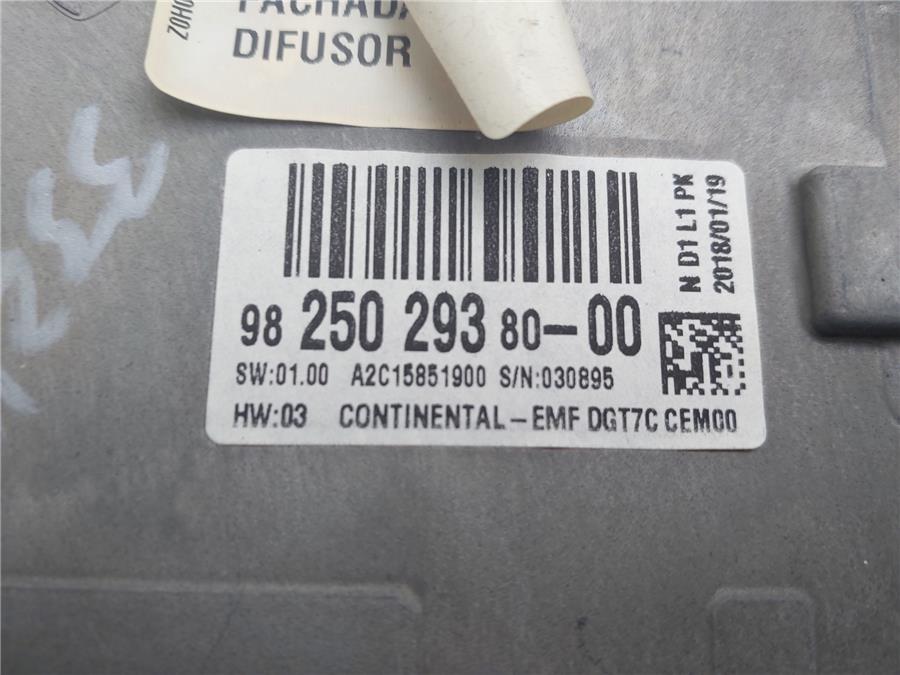 FACHADA
DIFUSOR
N D1 L1 PK
2018/01/19
98 250 293 80-00
SW:01.00 A2C15851900 S/N:030895
HW:03 CONTINENTAL-EMF DGT7C CEM00